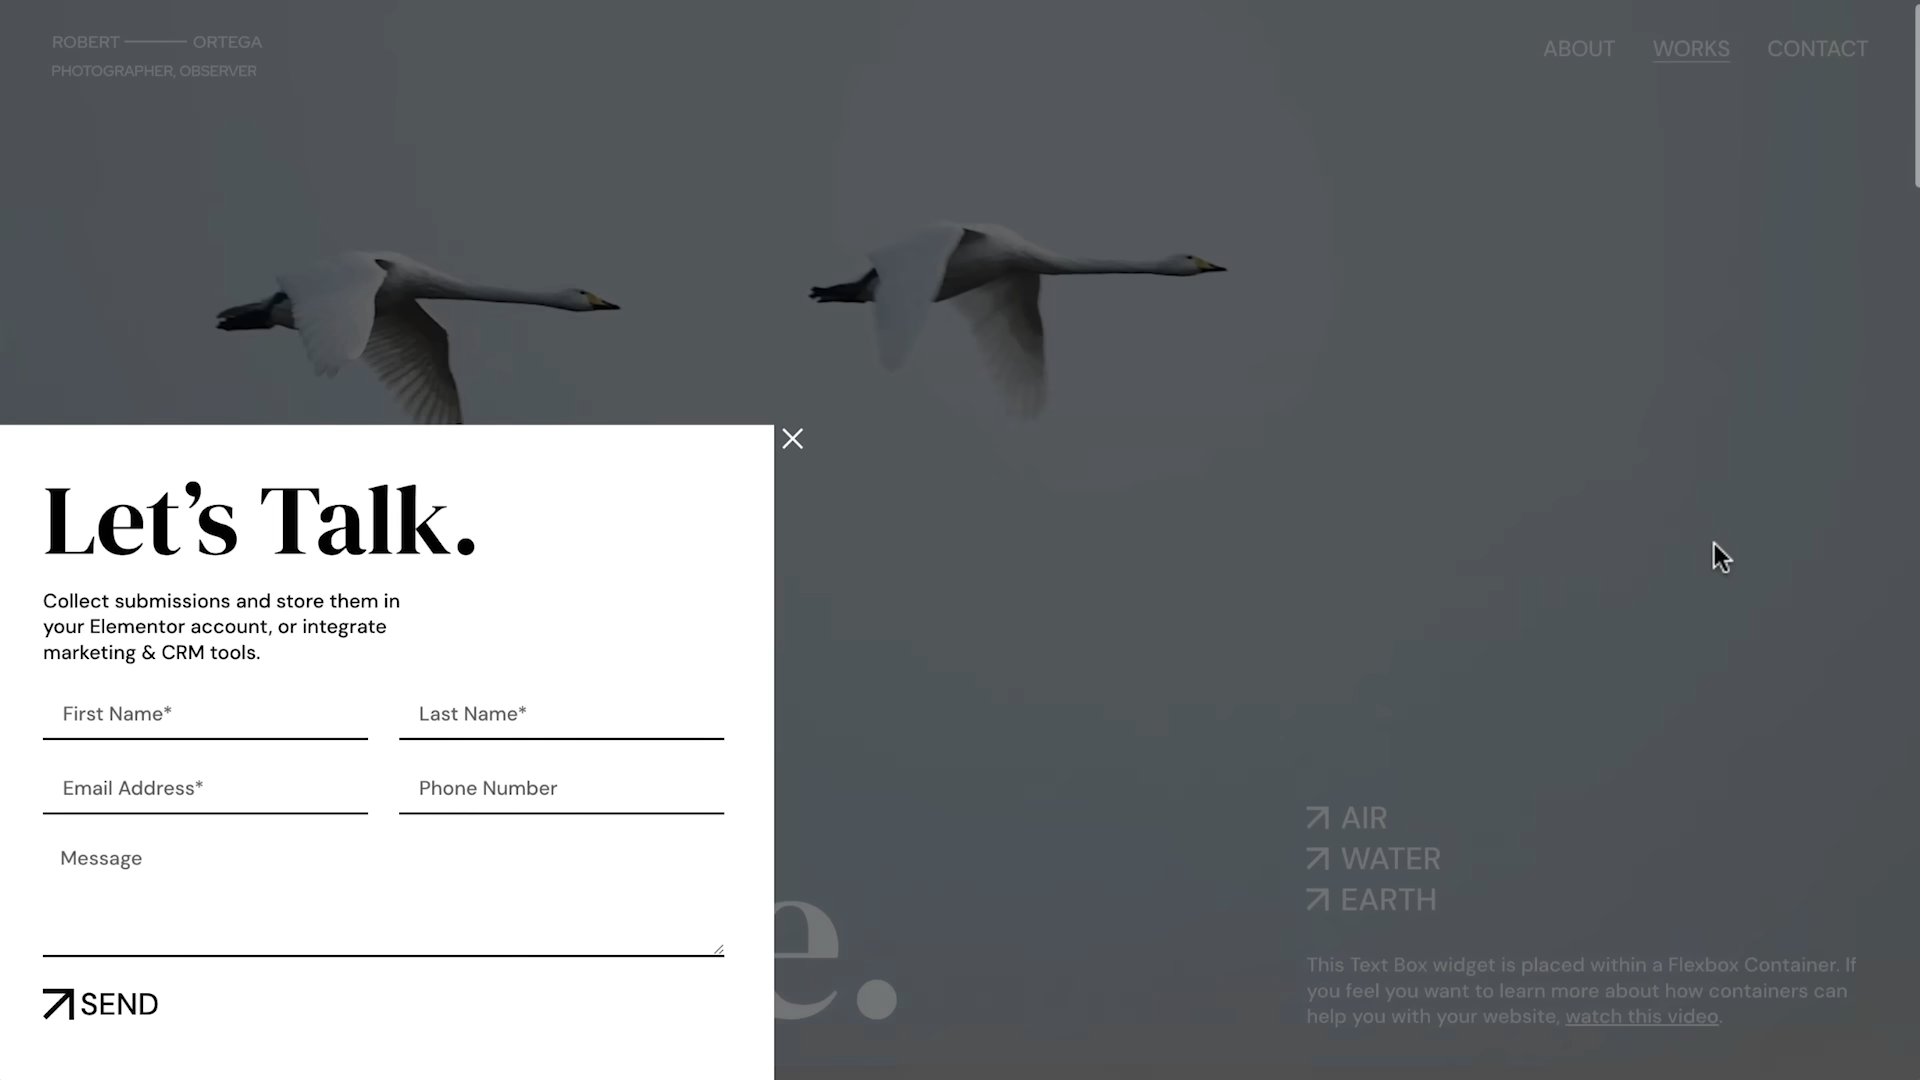 ROBERT ORTEGA
PHOTOGRAPHER, OBSERVER
ABOUT WORKS CONTACT
Let's Talk.
Collect submissions and store them in
your Elementor account, or integrate
marketing & CRM tools.
First Name* Last Name*
Email Address* Phone Number
Message
SEND
e.
AIR
WATER
EARTH
This Text Box widget is placed within a Flexbox Container. If
you feel you want to learn more about how containers can
help you with your website, watch this video.